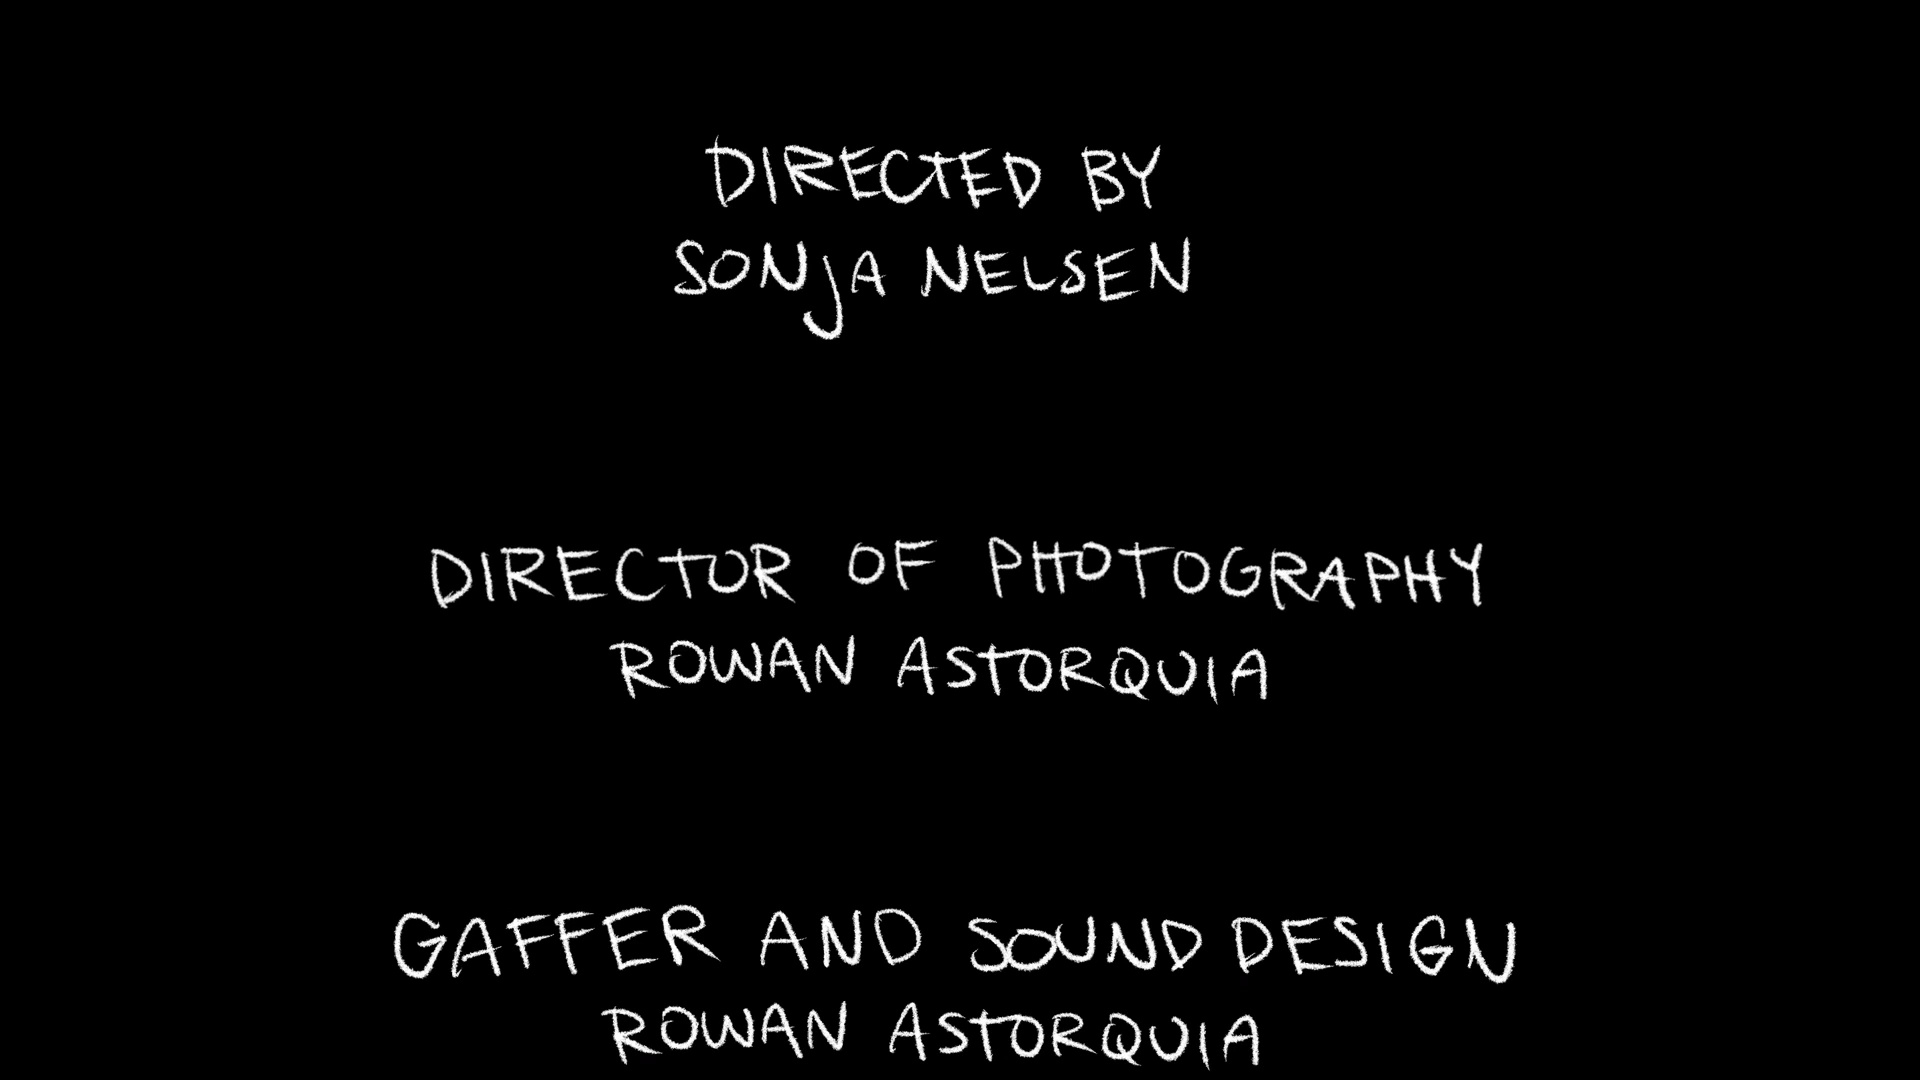 DIRECTED BY
SONJA NELSEN
DIRECTOR OF PHOTOGRAPHY
ROWAN ASTORQUIA
GAFFER AND SOUND DESIGN
ROWAN ASTORQUIA